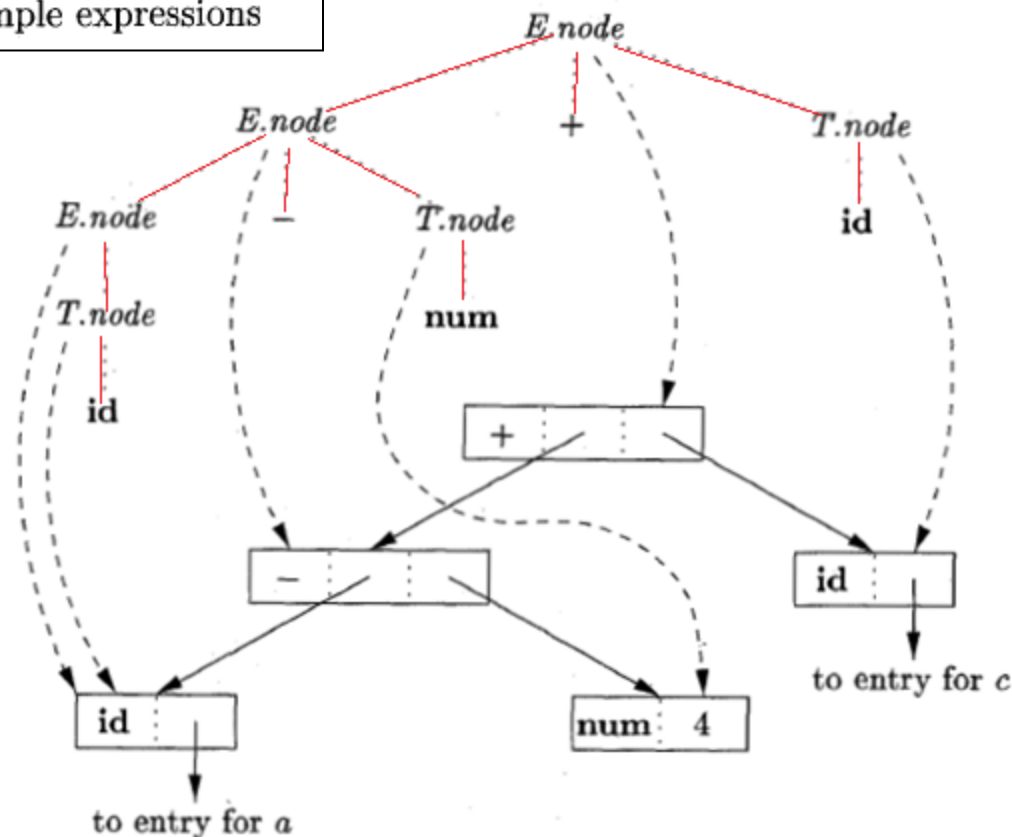 mple expressions
E.node
E.node + T.node
E.node − T.node id
T.node num
id
+
− id
to entry for c
id num 4
to entry for a